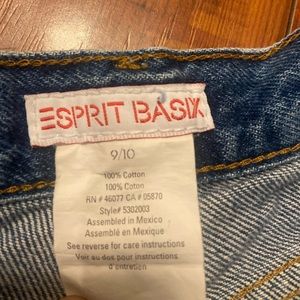 ESPRIT BASIX
9/10
100% Cotton
100% Coton
RN # 46077 CA # 05870
Style# 5302003
Assembled in Mexico
Assemblé en Mexique
See reverse for care instructions
Voir au dos pour instructions
d'entretien